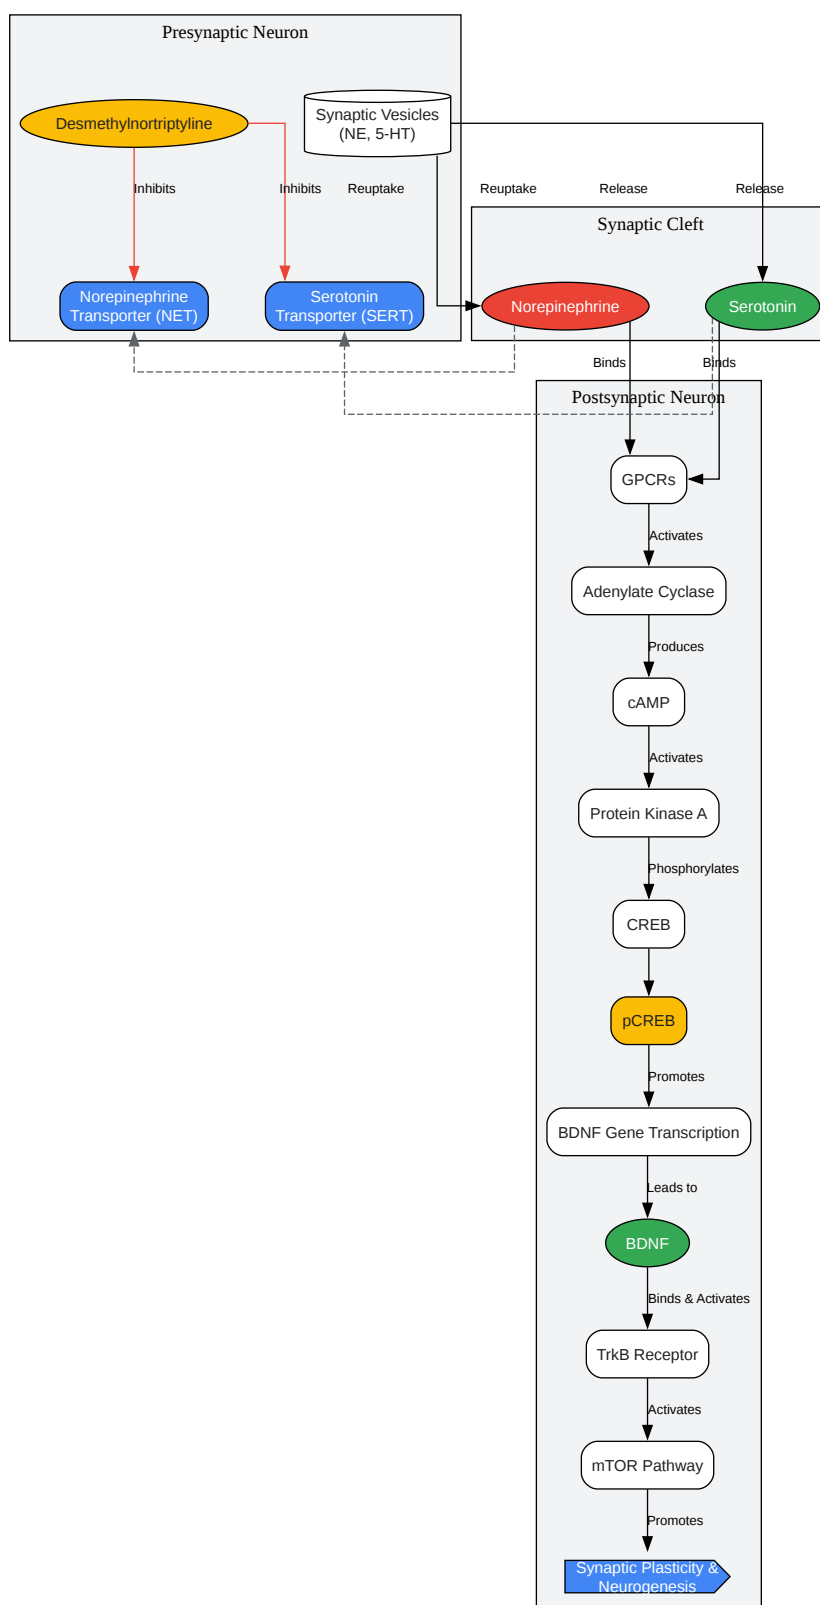 Presynaptic Neuron
Desmethylnortriptyline
Synaptic Vesicles
(NE, 5-HT)
Inhibits
Inhibits
Reuptake
Reuptake
Release
Release
Synaptic Cleft
Norepinephrine
Transporter (NET)
Serotonin
Transporter (SERT)
Norepinephrine
Serotonin
Binds
Binds
Postsynaptic Neuron
GPCRs
Activates
Adenylate Cyclase
Produces
cAMP
Activates
Protein Kinase A
Phosphorylates
CREB
pCREB
Promotes
BDNF Gene Transcription
Leads to
BDNF
Binds & Activates
TrkB Receptor
Activates
mTOR Pathway
Promotes
Synaptic Plasticity &
Neurogenesis